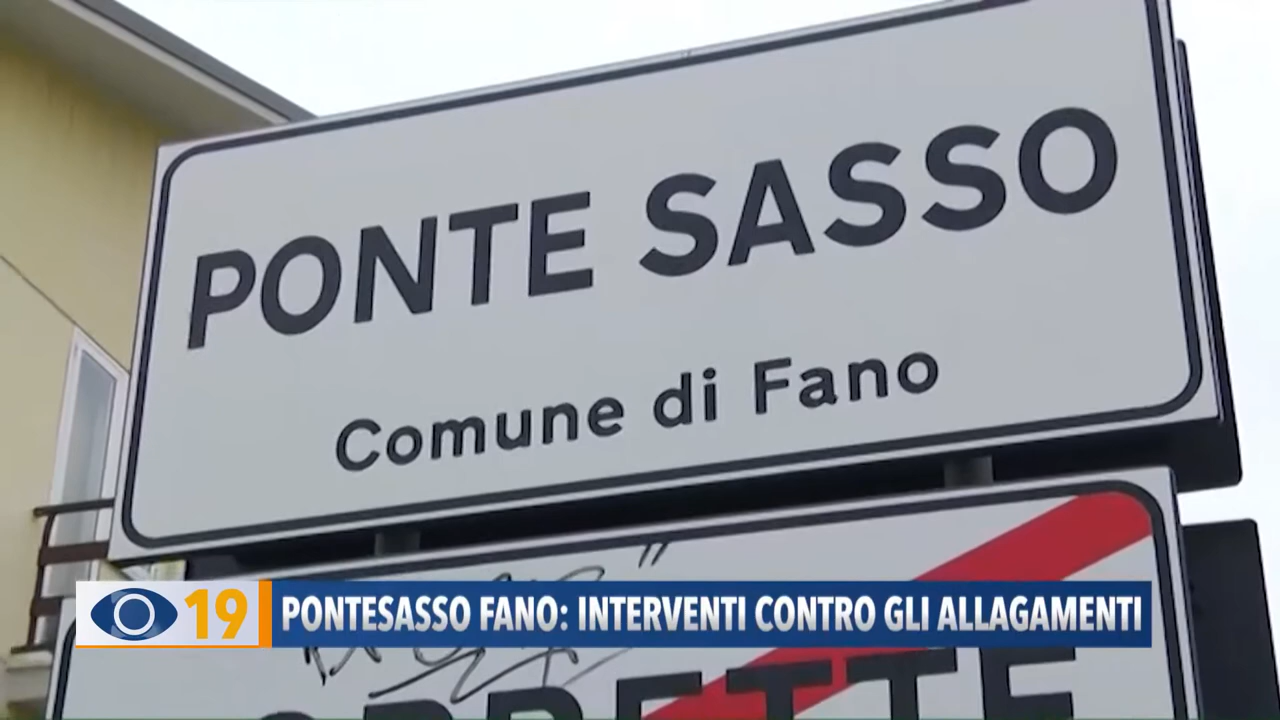 PONTE SASSO
Comune di Fano
19
PONTESASSO FANO: INTERVENTI CONTRO GLI ALLAGAMENTI